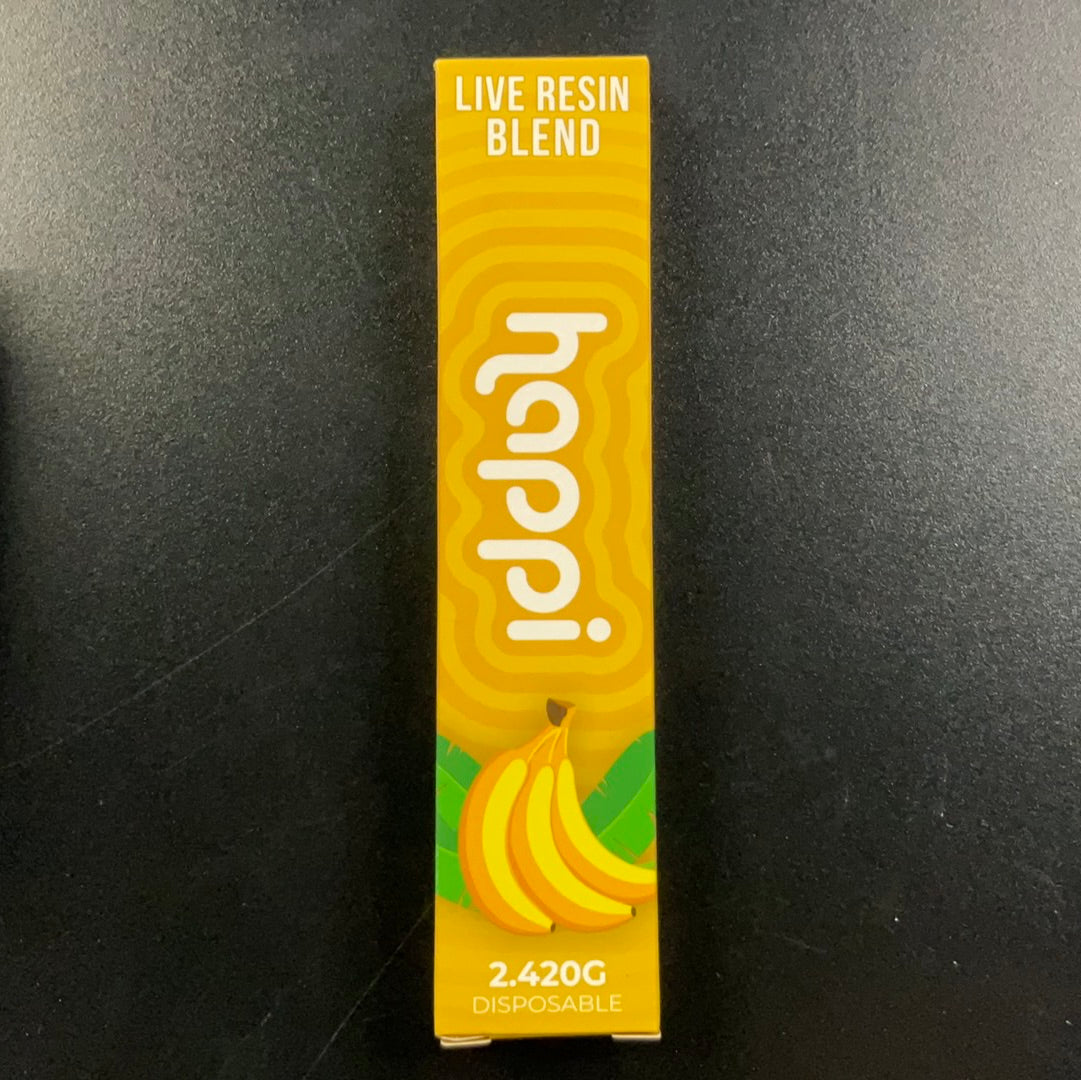 LIVE RESIN
BLEND
happi
2.420G
DISPOSABLE